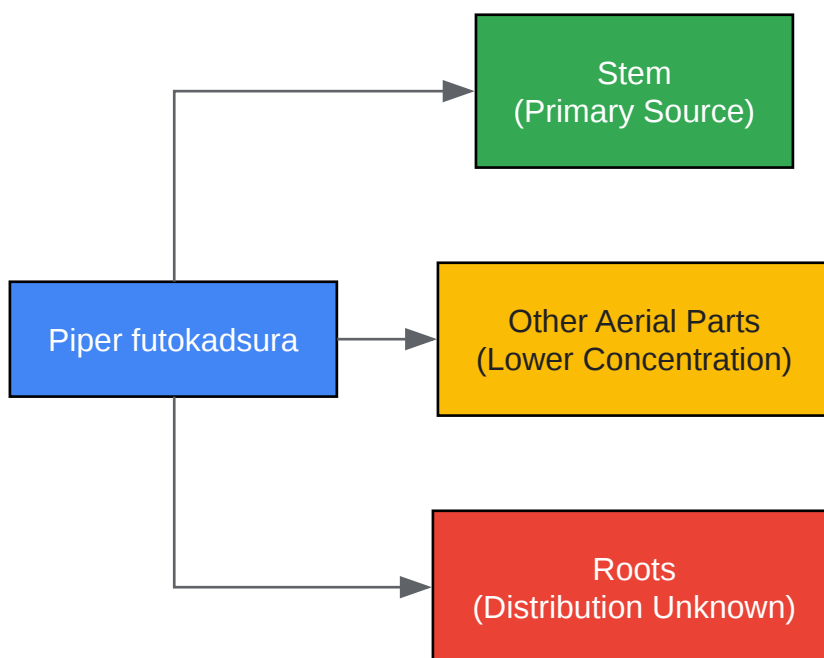 Stem
(Primary Source)
Piper futokadsura
Other Aerial Parts
(Lower Concentration)
Roots
(Distribution Unknown)